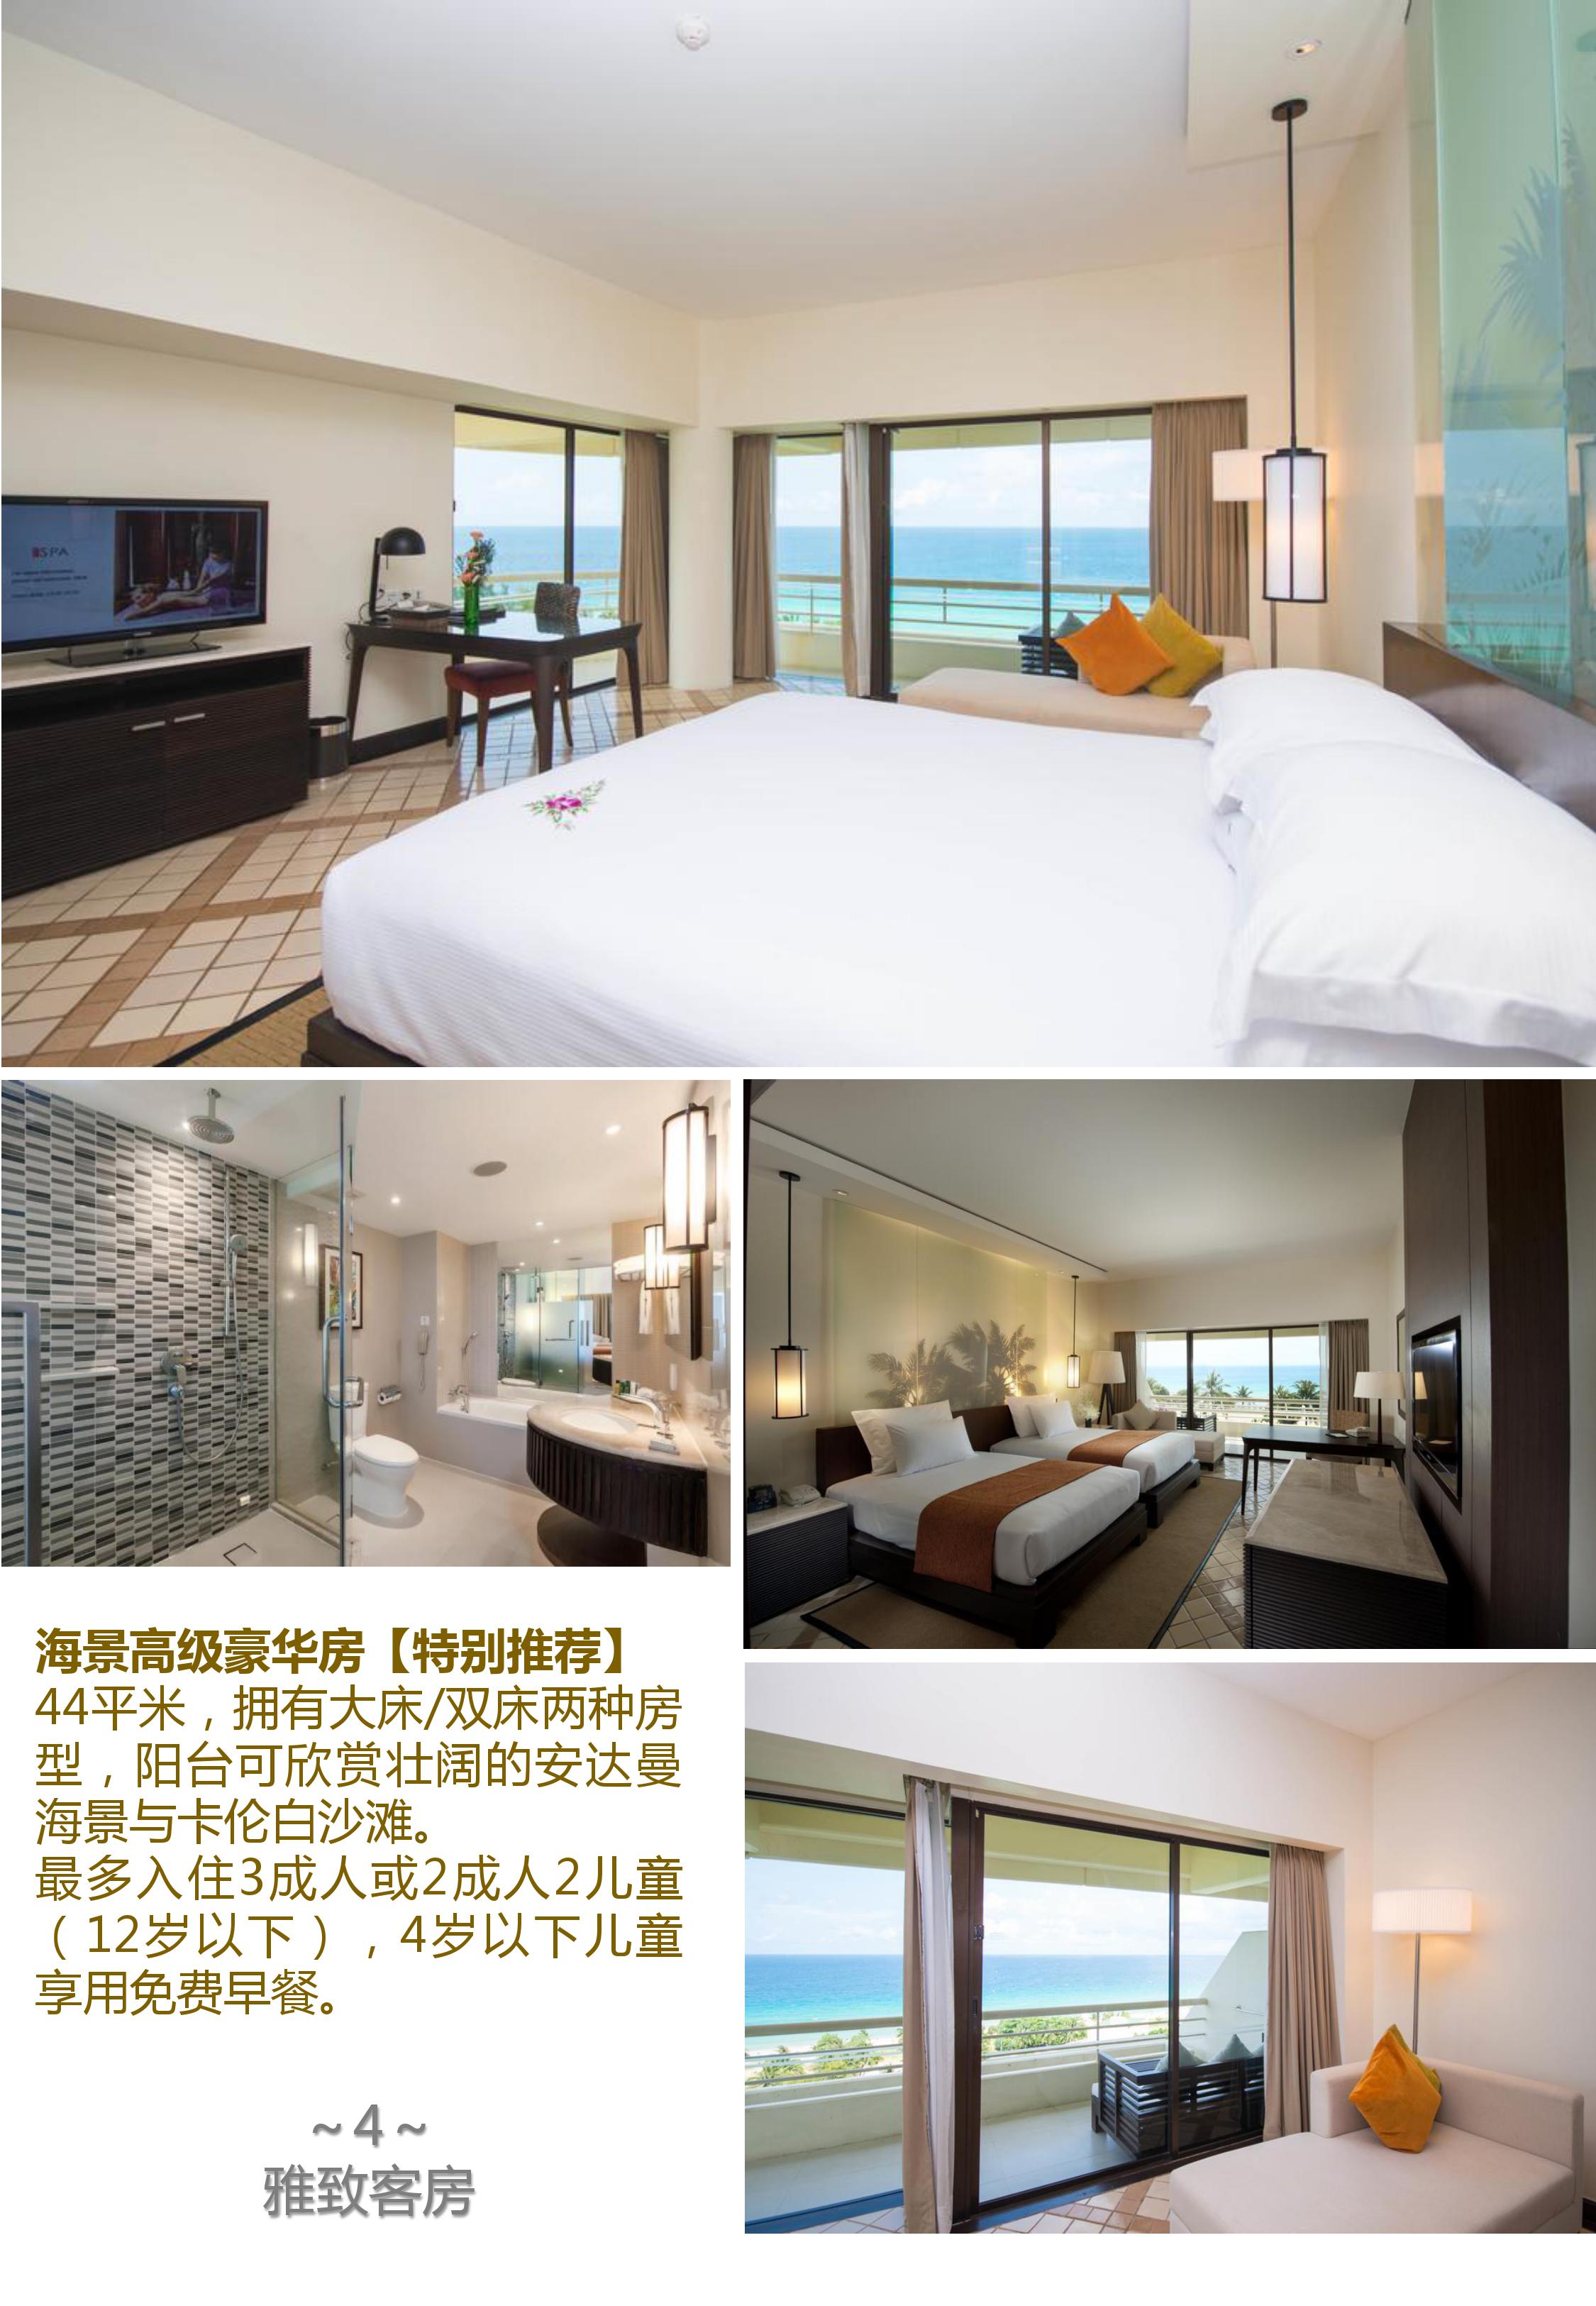 SPA
海景高级豪华房【特别推荐】
44平米，拥有大床/双床两种房
型，阳台可欣赏壮阔的安达曼
海景与卡伦白沙滩。
最多入住3成人或2成人2儿童
（12岁以下），4岁以下儿童
享用免费早餐。
~4~
雅致客房